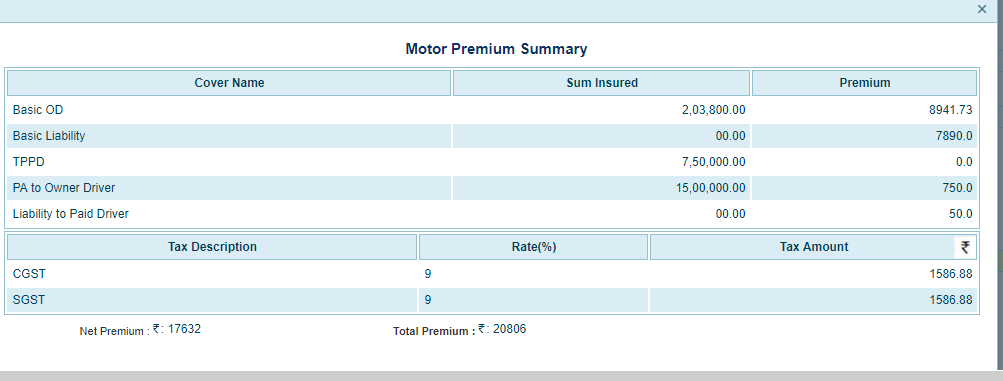 ×
Motor Premium Summary
Cover Name Sum Insured Premium
Basic OD 2,03,800.00 8941.73
Basic Liability 00.00 7890.0
TPPD 7,50,000.00 0.0
PA to Owner Driver 15,00,000.00 750.0
Liability to Paid Driver 00.00 50.0
Tax Description Rate(%) Tax Amount ₹
CGST 9 1586.88
SGST 9 1586.88
Net Premium : ₹: 17632 Total Premium : ₹: 20806